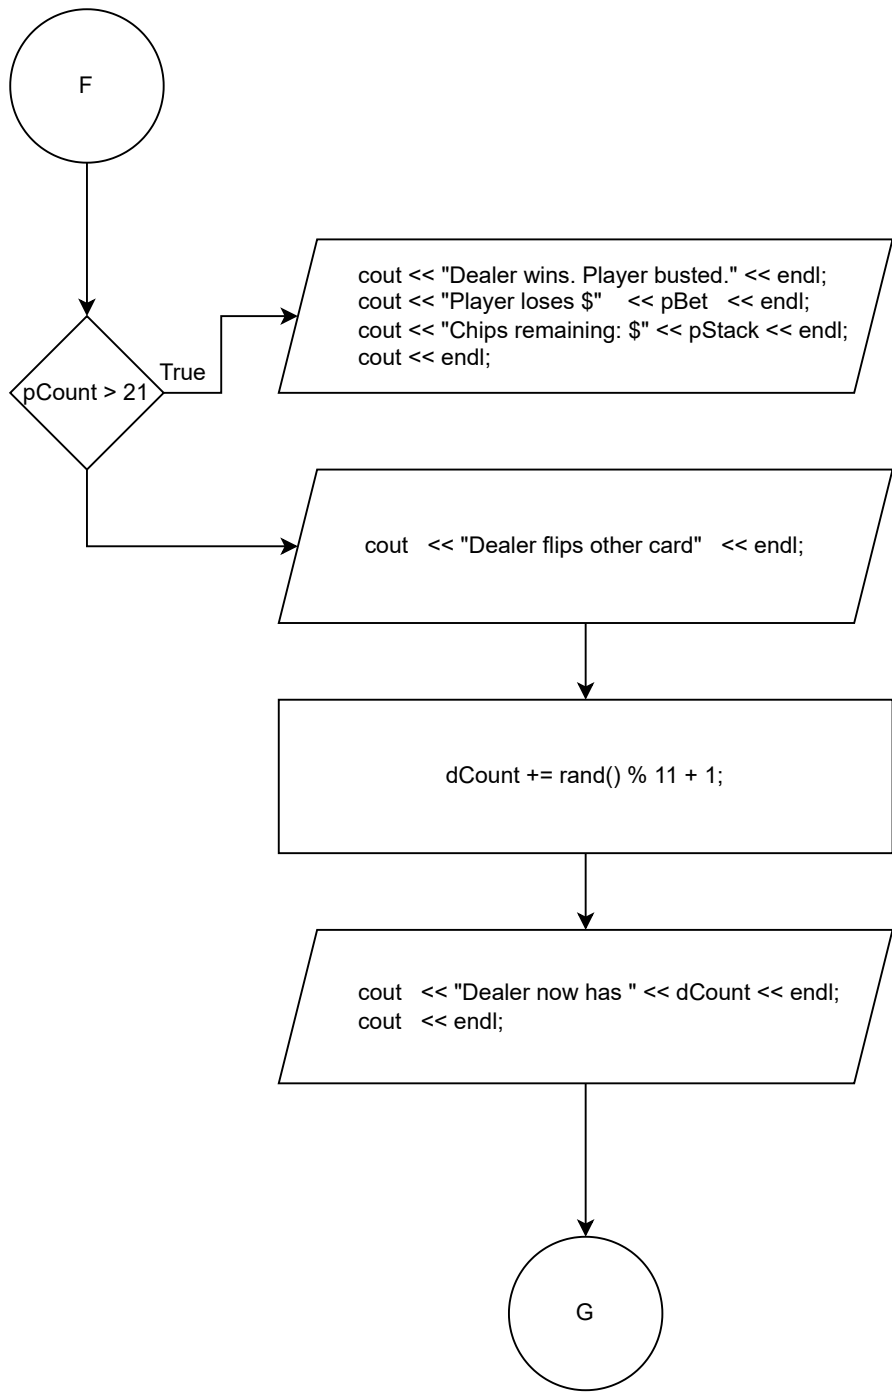 F
pCount > 21
True
cout << "Dealer wins. Player busted." << endl;
cout << "Player loses $"    << pBet   << endl;
cout << "Chips remaining: $" << pStack << endl;
cout << endl;
cout   << "Dealer flips other card"   << endl;
dCount += rand() % 11 + 1;
cout   << "Dealer now has " << dCount << endl;
cout   << endl;
G